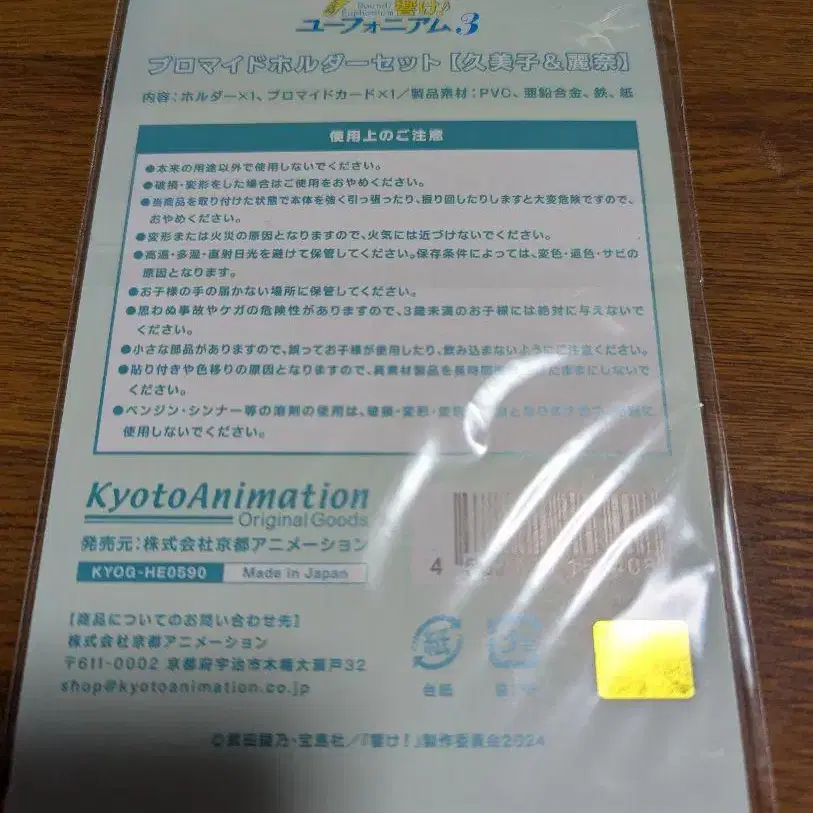 Sound! Euphonium 響け!
ユーフォニアム3
ブロマイドホルダーセット【久美子&麗奈】
内容:ホルダー×1、ブロマイドカード×1/製品素材:PVC、亜鉛合金、鉄、紙
使用上のご注意
●本来の用途以外で使用しないでください。
●破損・変形をした場合はご使用をおやめください。
●当商品を取り付けた状態で本体を強く引っ張ったり、振り回したりしますと大変危険ですので、
おやめください。
●変形または火災の原因となりますので、火気には近づけないでください。
●高温・多湿・直射日光を避けて保管してください。保存条件によっては、変色・退色・サビの
原因となります。
●お子様の手の届かない場所に保管してください。
●思わぬ事故やケガの危険性がありますので、3歳未満のお子様には絶対に与えないで
ください。
●小さな部品がありますので、誤ってお子様が使用したり、飲み込まないようにご注意ください。
●貼り付きや色移りの原因となりますので、異素材製品を長時間 ままにしないで
ください。
●ベンジン・シンナー等の溶剤の使用は、破損・変形・変
使用しないでください。
KyotoAnimation
Original Goods
発売元:株式会社京都アニメーション
KYOG-HE0590 Made in Japan
4
【商品についてのお問い合わせ先】
株式会社京都アニメーション
〒611-0002 京都府宇治市木幡大瀬戸32
shop@kyotoanimation.co.jp
紙
台紙
©武田綾乃・宝島社/『響け!』製作委員会2024